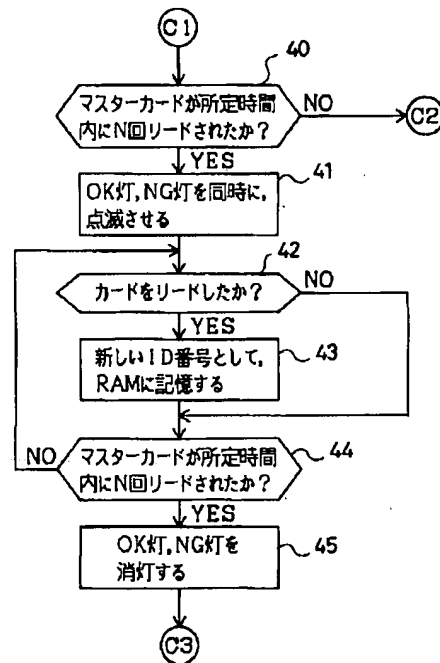 C1
40
マスターカードが所定時間
内にN回リードされたか?
NO
C2
YES
41
OK灯,NG灯を同時に,
点滅させる
42
カードをリードしたか?
NO
YES
43
新しいID番号として,
RAMに記憶する
NO
マスターカードが所定時間
内にN回リードされたか?
44
YES
45
OK灯,NG灯を
消灯する
C3